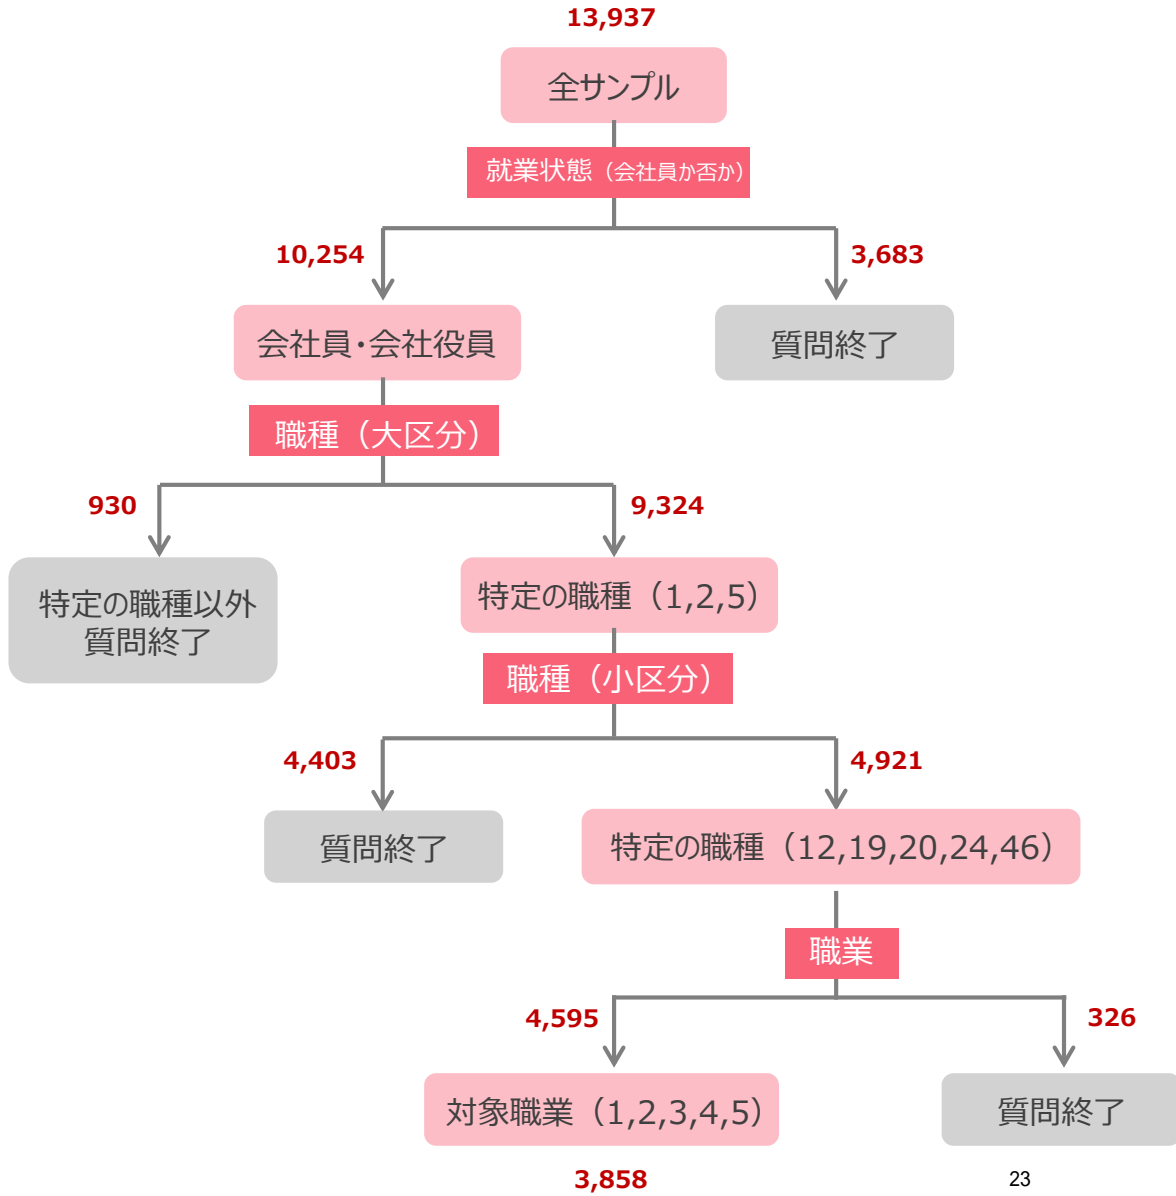 13,937
全サンプル
就業状態（会社員か否か）
10,254
3,683
会社員・会社役員
質問終了
職種（大区分）
930
9,324
特定の職種以外
質問終了
特定の職種（1,2,5）
職種（小区分）
4,403
4,921
質問終了
特定の職種（12,19,20,24,46）
職業
4,595
326
対象職業（1,2,3,4,5）
質問終了
3,858
23